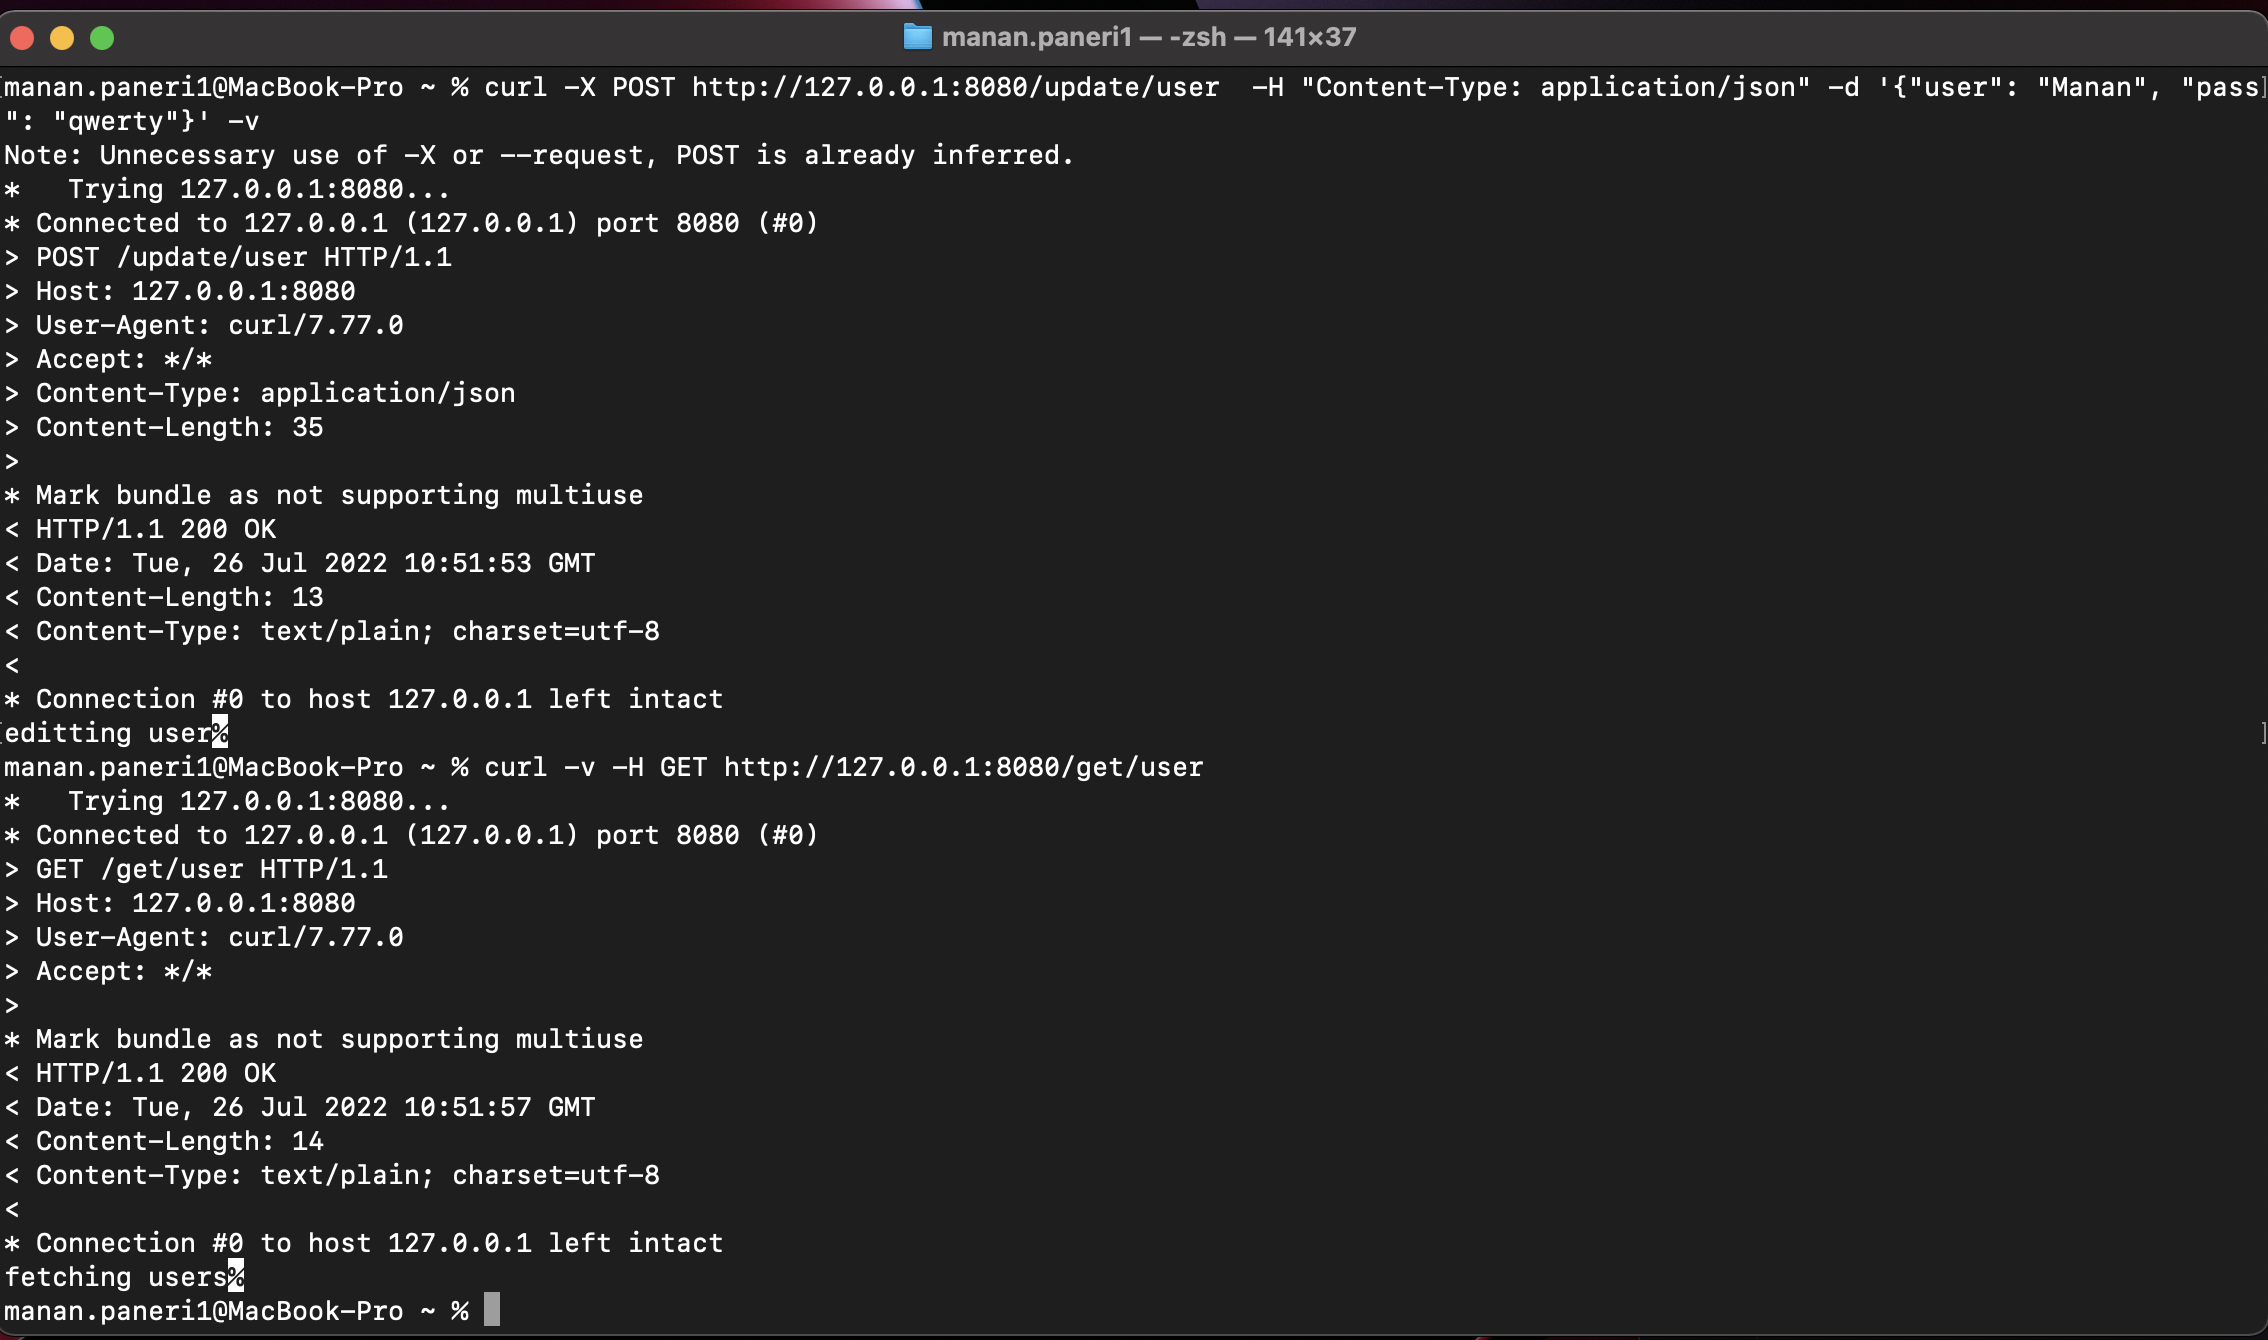 manan.paneri1 — -zsh — 141×37
manan.paneri1@MacBook-Pro ~ % curl -X POST http://127.0.0.1:8080/update/user  -H "Content-Type: application/json" -d '{"user": "Manan", "pass
": "qwerty"}' -v
Note: Unnecessary use of -X or --request, POST is already inferred.
*   Trying 127.0.0.1:8080...
* Connected to 127.0.0.1 (127.0.0.1) port 8080 (#0)
> POST /update/user HTTP/1.1
> Host: 127.0.0.1:8080
> User-Agent: curl/7.77.0
> Accept: */*
> Content-Type: application/json
> Content-Length: 35
>
* Mark bundle as not supporting multiuse
< HTTP/1.1 200 OK
< Date: Tue, 26 Jul 2022 10:51:53 GMT
< Content-Length: 13
< Content-Type: text/plain; charset=utf-8
<
* Connection #0 to host 127.0.0.1 left intact
editting user%
manan.paneri1@MacBook-Pro ~ % curl -v -H GET http://127.0.0.1:8080/get/user
*   Trying 127.0.0.1:8080...
* Connected to 127.0.0.1 (127.0.0.1) port 8080 (#0)
> GET /get/user HTTP/1.1
> Host: 127.0.0.1:8080
> User-Agent: curl/7.77.0
> Accept: */*
>
* Mark bundle as not supporting multiuse
< HTTP/1.1 200 OK
< Date: Tue, 26 Jul 2022 10:51:57 GMT
< Content-Length: 14
< Content-Type: text/plain; charset=utf-8
<
* Connection #0 to host 127.0.0.1 left intact
fetching users%
manan.paneri1@MacBook-Pro ~ %